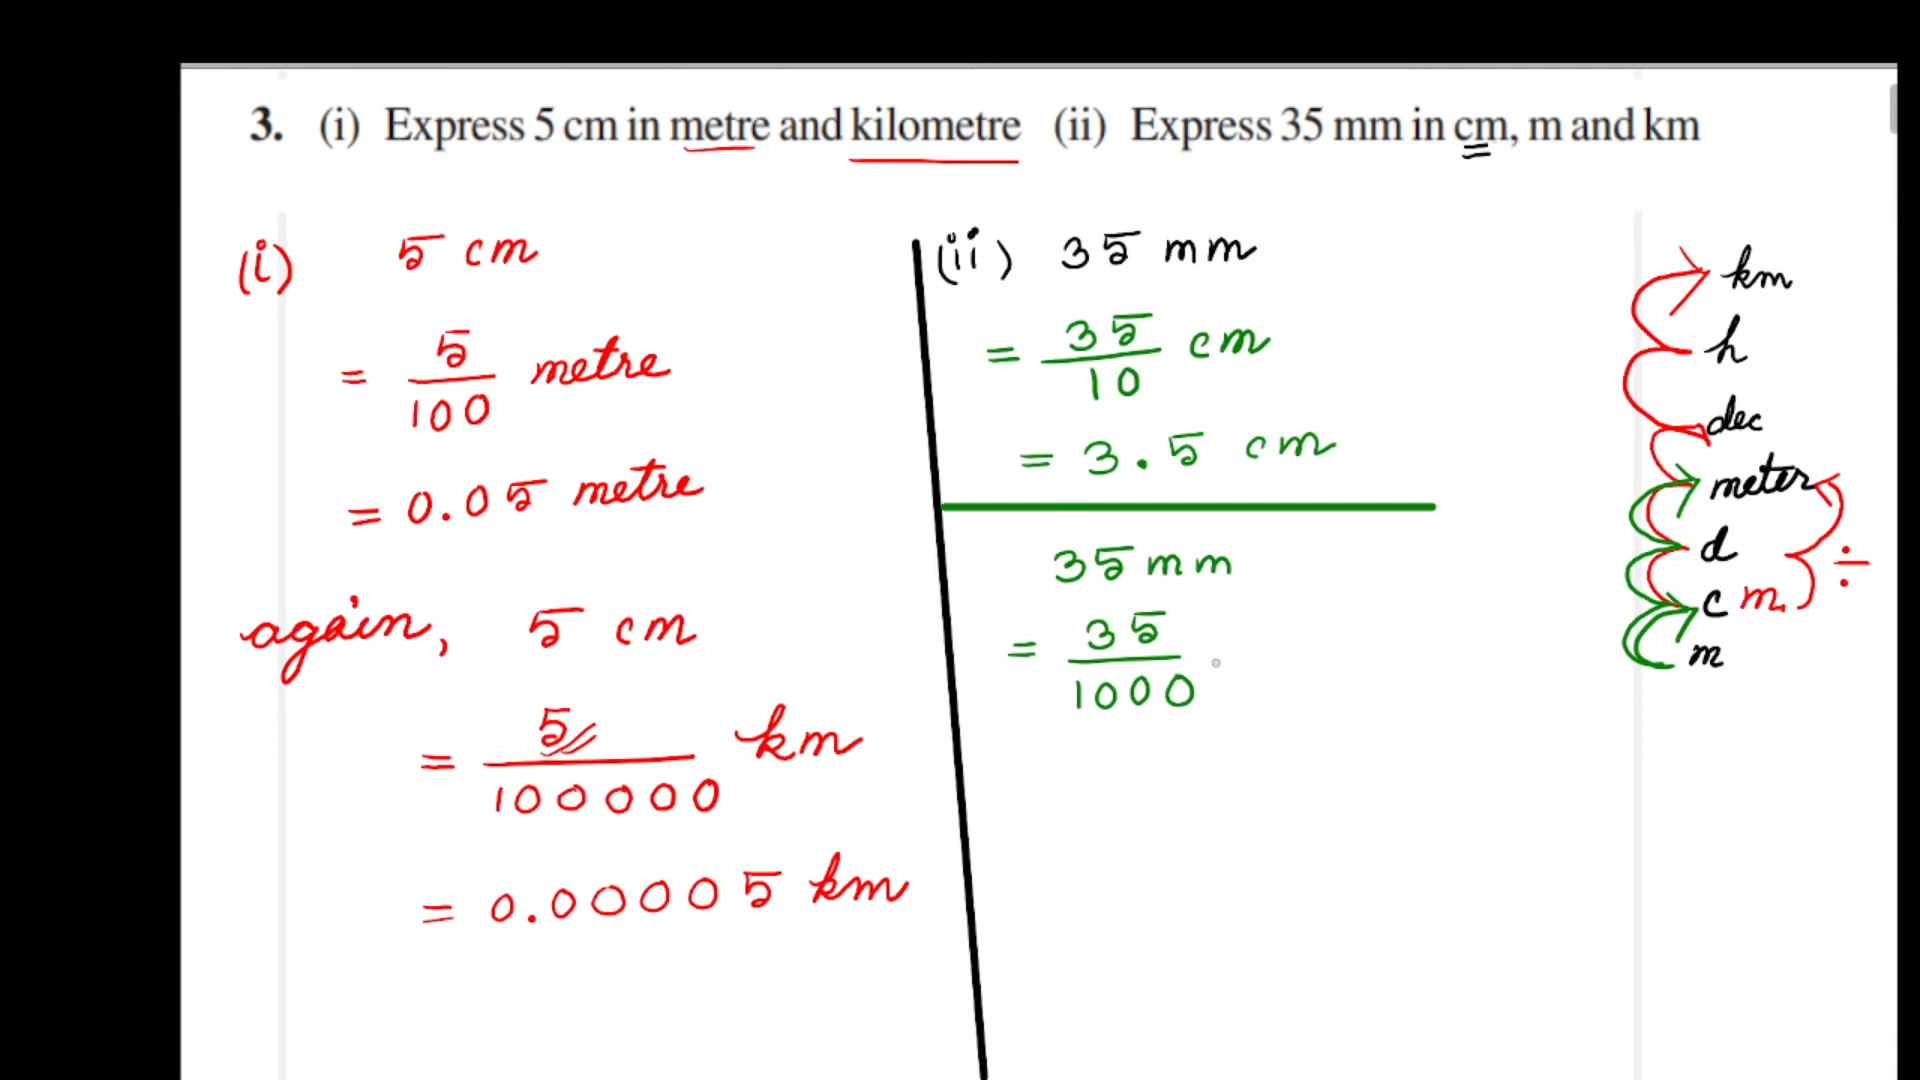 3. (i) Express 5 cm in metre and kilometre (ii) Express 35 mm in cm, m and km
(i) 5 cm
= 5/100 metre
= 0.05 metre
again, 5 cm
= 5/100000 km
= 0.00005 km
(ii) 35 mm
= 35/10 cm
= 3.5 cm
35 mm
= 35/1000
km
h
dec
meter
d
cm
m
÷